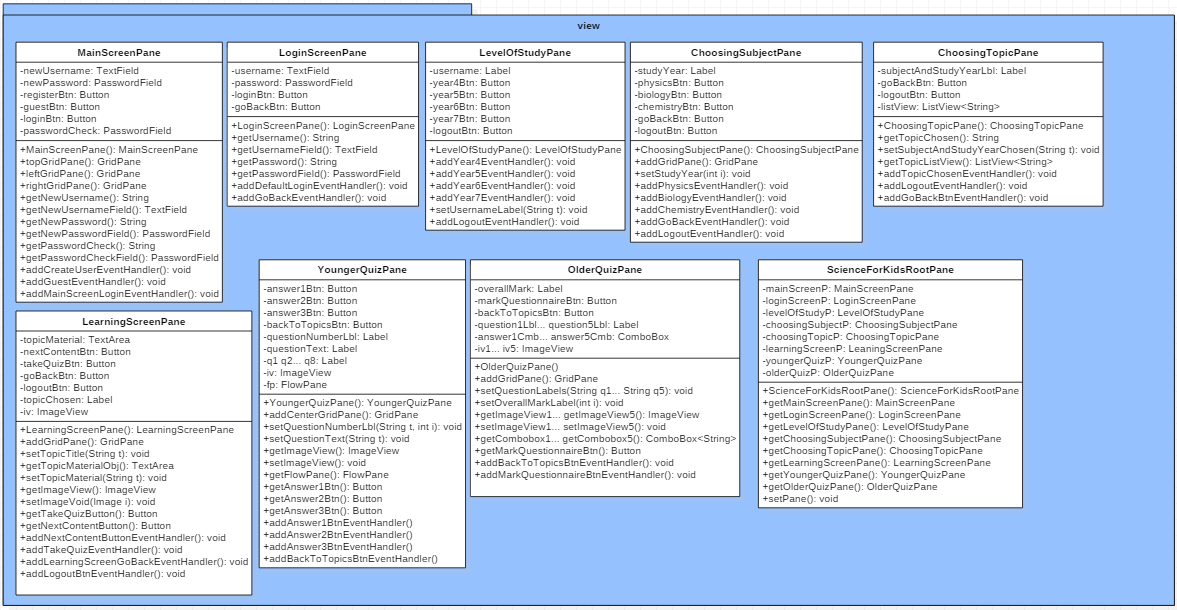 view
MainScreenPane
-newUsername: TextField
-newPassword: PasswordField
-registerBtn: Button
-guestBtn: Button
-loginBtn: Button
-passwordCheck: PasswordField
+MainScreenPane(): MainScreenPane
+topGridPane(): GridPane
+leftGridPane(): GridPane
+rightGridPane(): GridPane
+getNewUsername(): String
+getNewUsernameField(): TextField
+getNewPassword(): String
+getNewPasswordField(): PasswordField
+getPasswordCheck(): String
+getPasswordCheckField(): PasswordField
+addCreateUserEventHandler(): void
+addGuestEventHandler(): void
+addMainScreenLoginEventHandler(): void
LoginScreenPane
-username: TextField
-password: PasswordField
-loginBtn: Button
-goBackBtn: Button
+LoginScreenPane(): LoginScreenPane
+getUsername(): String
+getUsernameField(): TextField
+getPassword(): String
+getPasswordField(): PasswordField
+addDefaultLoginEventHandler(): void
+addGoBackEventHandler(): void
LevelOfStudyPane
-username: Label
-year4Btn: Button
-year5Btn: Button
-year6Btn: Button
-year7Btn: Button
-logoutBtn: Button
+LevelOfStudyPane(): LevelOfStudyPane
+addYear4EventHandler(): void
+addYear5EventHandler(): void
+addYear6EventHandler(): void
+addYear7EventHandler(): void
+setUsernameLabel(String t): void
+addLogoutEventHandler(): void
ChoosingSubjectPane
-studyYear: Label
-physicsBtn: Button
-biologyBtn: Button
-chemistryBtn: Button
-goBackBtn: Button
-logoutBtn: Button
+ChoosingSubjectPane(): ChoosingSubjectPane
+addGridPane(): GridPane
+setStudyYear(int i): void
+addPhysicsEventHandler(): void
+addBiologyEventHandler(): void
+addChemistryEventHandler(): void
+addGoBackEventHandler(): void
+addLogoutEventHandler(): void
ChoosingTopicPane
-subjectAndStudyYearLbl: Label
-goBackBtn: Button
-logoutBtn: Button
-listView: ListView<String>
+ChoosingTopicPane(): ChoosingTopicPane
+getTopicChosen(): String
+setSubjectAndStudyYearChosen(String t): void
+getTopicListView(): ListView<String>
+addTopicChosenEventHandler(): void
+addLogoutEventHandler(): void
+addGoBackBtnEventHandler(): void
LearningScreenPane
-topicMaterial: TextArea
-nextContentBtn: Button
-takeQuizBtn: Button
-goBackBtn: Button
-logoutBtn: Button
-topicChosen: Label
-iv: ImageView
+LearningScreenPane(): LearningScreenPane
+addGridPane(): GridPane
+setTopicTitle(String t): void
+getTopicMaterialObj(): TextArea
+setTopicMaterial(String t): void
+getImageView(): ImageView
+setImageVoid(Image i): void
+getTakeQuizButton(): Button
+getNextContentButton(): Button
+addNextContentButtonEventHandler(): void
+addTakeQuizEventHandler(): void
+addLearningScreenGoBackEventHandler(): void
+addLogoutBtnEventHandler(): void
YoungerQuizPane
-answer1Btn: Button
-answer2Btn: Button
-answer3Btn: Button
-backToTopicsBtn: Button
-questionNumberLbl: Label
-questionText: Label
-q1 q2... q8: Label
-iv: ImageView
-fp: FlowPane
+YoungerQuizPane(): YoungerQuizPane
+addCenterGridPane(): GridPane
+setQuestionNumberLbl(String t, int i): void
+setQuestionText(String t): void
+getImageView(): ImageView
+setImageView(): void
+getFlowPane(): FlowPane
+getAnswer1Btn(): Button
+getAnswer2Btn(): Button
+getAnswer3Btn(): Button
+addAnswer1BtnEventHandler()
+addAnswer2BtnEventHandler()
+addAnswer3BtnEventHandler()
+addBackToTopicsBtnEventHandler()
OlderQuizPane
-overallMark: Label
-markQuestionnaireBtn: Button
-backToTopicsBtn: Button
-question1Lbl... question5Lbl: Label
-answer1Cmb... answer5Cmb: ComboBox
-iv1... iv5: ImageView
+OlderQuizPane()
+addGridPane(): GridPane
+setQuestionLabels(String q1... String q5): void
+setOverallMarkLabel(int i): void
+getImageView1... getImageView5(): ImageView
+setImageView1... setImageView5(): void
+getCombobox1... getCombobox5(): ComboBox<String>
+getMarkQuestionnaireBtn(): Button
+addBackToTopicsBtnEventHandler(): void
+addMarkQuestionnaireBtnEventHandler(): void
ScienceForKidsRootPane
-mainScreenP: MainScreenPane
-loginScreenP: LoginScreenPane
-levelOfStudyP: LevelOfStudyPane
-choosingSubjectP: ChoosingSubjectPane
-choosingTopicP: ChoosingTopicPane
-learningScreenP: LeaningScreenPane
-youngerQuizP: YoungerQuizPane
-olderQuizP: OlderQuizPane
+ScienceForKidsRootPane(): ScienceForKidsRootPane
+getMainScreenPane(): MainScreenPane
+getLoginScreenPane(): LoginScreenPane
+getLevelOfStudyPane(): LevelOfStudyPane
+getChoosingSubjectPane(): ChoosingSubjectPane
+getChoosingTopicPane(): ChoosingTopicPane
+getLearningScreenPane(): LearningScreenPane
+getYoungerQuizPane(): YoungerQuizPane
+getOlderQuizPane(): OlderQuizPane
+setPane(): void